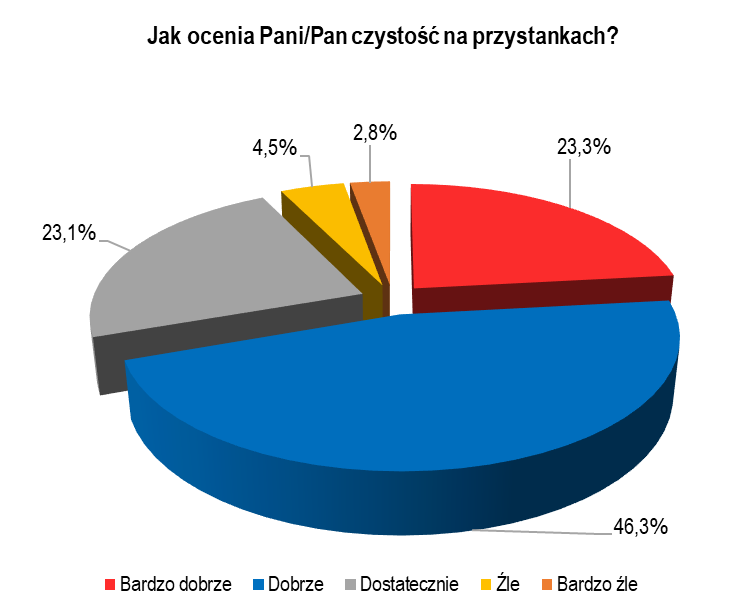 Jak ocenia Pani/Pan czystość na przystankach?
2,8%
4,5%
23,3%
23,1%
46,3%
Bardzo dobrze Dobrze Dostatecznie Źle Bardzo źle